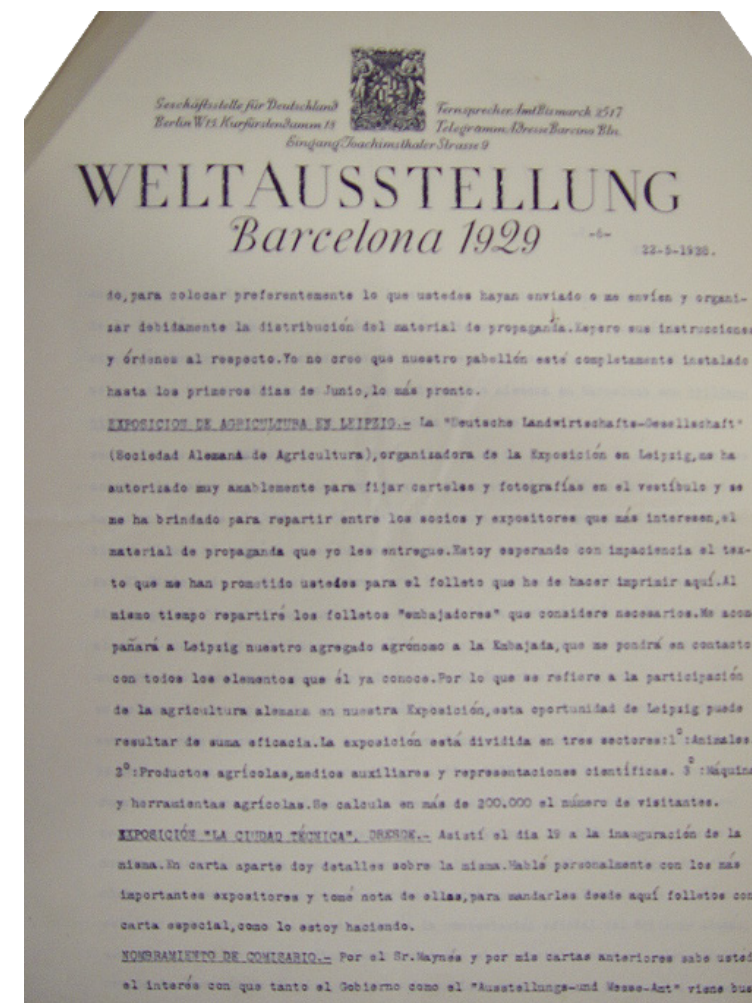 Geschäftsstelle für Deutschland
Berlin W15. Kurfürstendamm 18
Fernsprecher: Amt Bismarck 2517
Telegramm-Adresse Barcino Bln.
Eingang Joachimsthaler Strasse 9
WELTAUSSTELLUNG
Barcelona 1929
-6-
22-5-1928.
do,para colocar preferentemente lo que ustedes hayan enviado o me envíen y organi-
zar debidamente la distribución del material de propaganda.Espero sus instrucciones
y órdenes al respecto.Yo no creo que nuestro pabellón esté completamente instalado
hasta los primeros dias de Junio,lo más pronto.
EXPOSICION DE AGRICULTURA EN LEIPZIG.- La "Deutsche Landwirtschafts-Gesellschaft"
(Sociedad Alemana de Agricultura),organizadora de la Exposición en Leipzig,me ha
autorizado muy amablemente para fijar carteles y fotografías en el vestíbulo y se
me ha brindado para repartir entre los socios y expositores que más interesen,el
material de propaganda que yo les entregue.Estoy esperando con impaciencia el tex-
to que me han prometido ustedes para el folleto que he de hacer imprimir aquí.Al
mismo tiempo repartiré los folletos "embajadores" que considere necesarios.Me acom
pañará a Leipzig nuestro agregado agrónomo a la Embajada,que me pondrá en contacto
con todos los elementos que él ya conoce.Por lo que se refiere a la participación
de la agricultura alemana en nuestra Exposición,esta oportunidad de Leipzig puede
resultar de suma eficacia.La exposición está dividida en tres sectores:1º:Animales
2º:Productos agrícolas,medios auxiliares y representaciones científicas. 3º:Máquina
y herramientas agrícolas.Se calcula en más de 200.000 el número de visitantes.
EXPOSICIÓN "LA CIUDAD TÉCNICA", DRESDE.- Asistí el dia 19 a la inauguración de la
misma.En carta aparte doy detalles sobre la misma.Hablé personalmente con los más
importantes expositores y tomé nota de ellas,para mandarles desde aquí folletos con
carta especial,como lo estoy haciendo.
NOMBRAMIENTO DE COMISARIO.- Por el Sr.Maynés y por mis cartas anteriores sabe usted
el interés con que tanto el Gobierno como el "Ausstellungs-und Messe-Amt" viene bus